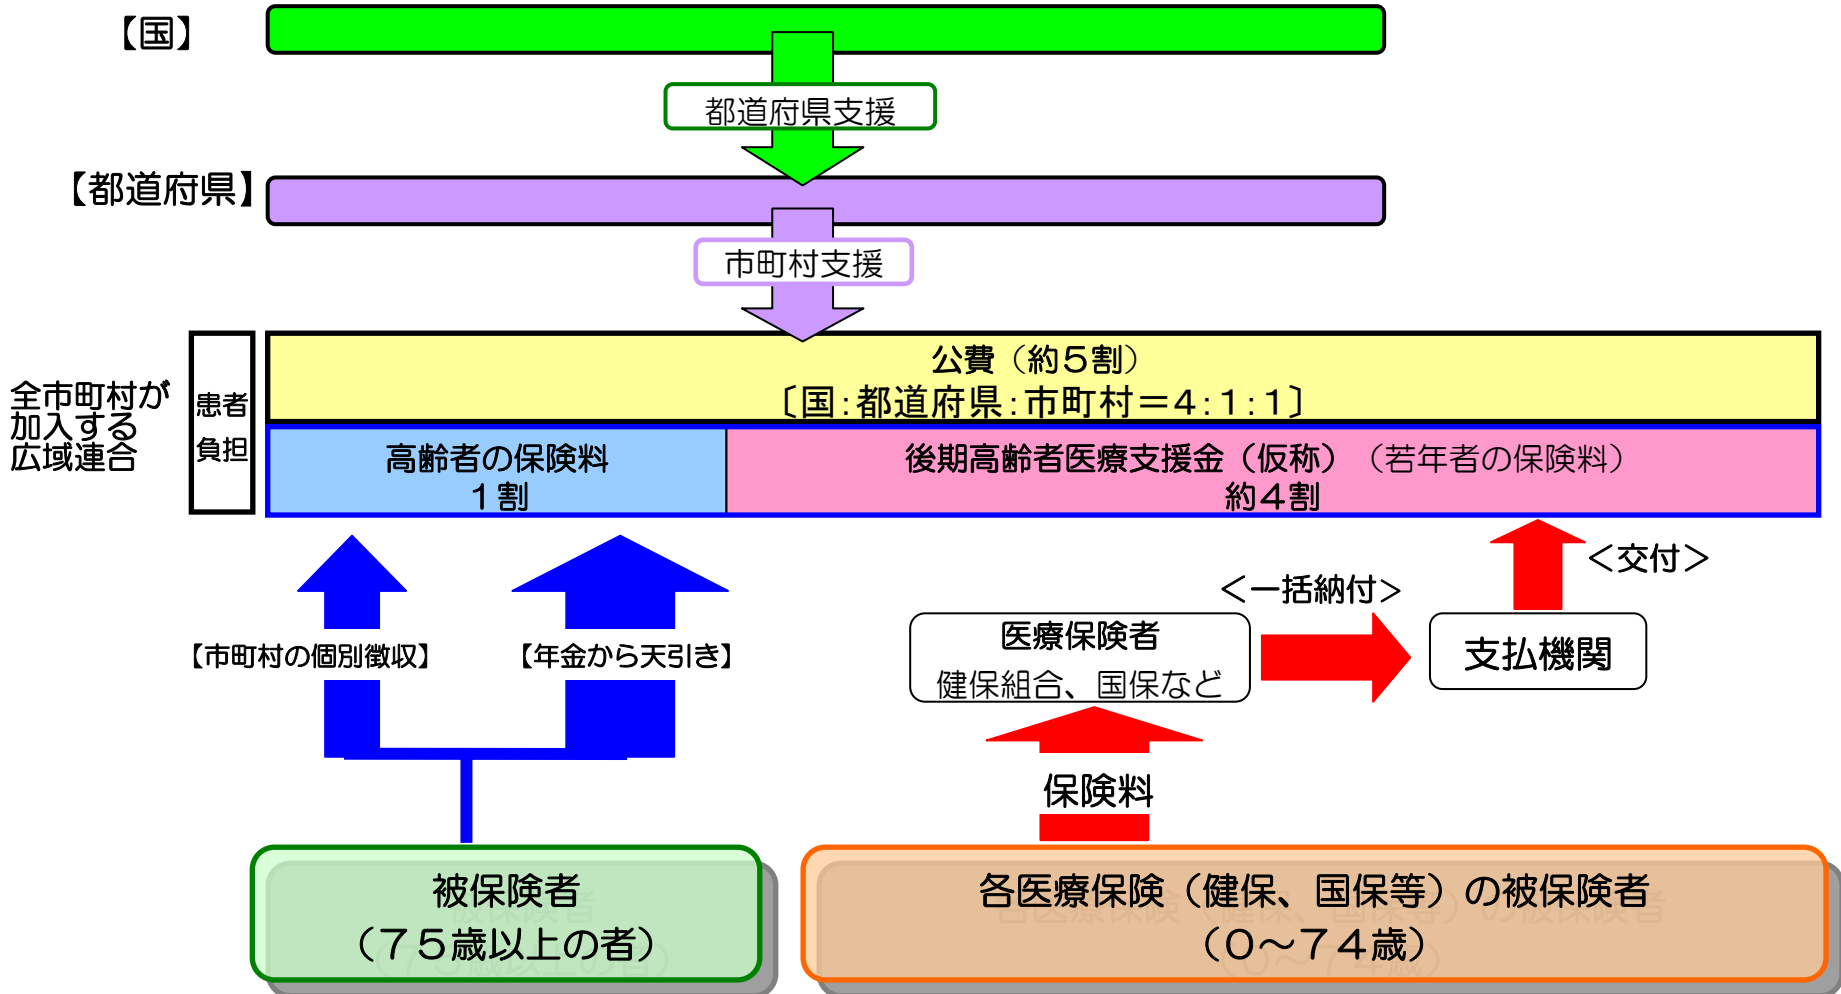 【国】
都道府県支援
【都道府県】
市町村支援
全市町村が
加入する
広域連合
患者
負担
公費（約５割）
〔国：都道府県：市町村＝４：１：１〕
高齢者の保険料
１割
後期高齢者医療支援金（仮称）（若年者の保険料）
約４割
＜交付＞
＜一括納付＞
医療保険者
健保組合、国保など
支払機関
【市町村の個別徴収】
【年金から天引き】
保険料
被保険者
（７５歳以上の者）
各医療保険（健保、国保等）の被保険者
（０～７４歳）